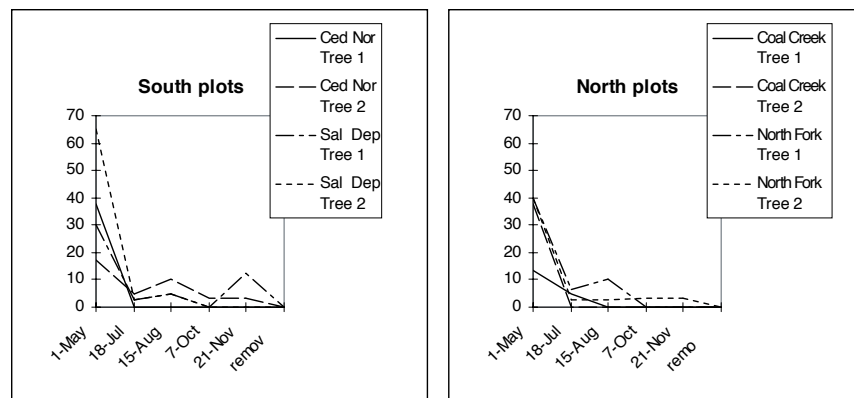 Ced Nor
Tree 1
Ced Nor
Tree 2
Sal Dep
Tree 1
Sal Dep
Tree 2
South plots
70
60
50
40
30
20
10
0
1-May
18-Jul
15-Aug
7-Oct
21-Nov
remov
Coal Creek
Tree 1
Coal Creek
Tree 2
North Fork
Tree 1
North Fork
Tree 2
North plots
70
60
50
40
30
20
10
0
1-May
18-Jul
15-Aug
7-Oct
21-Nov
remo